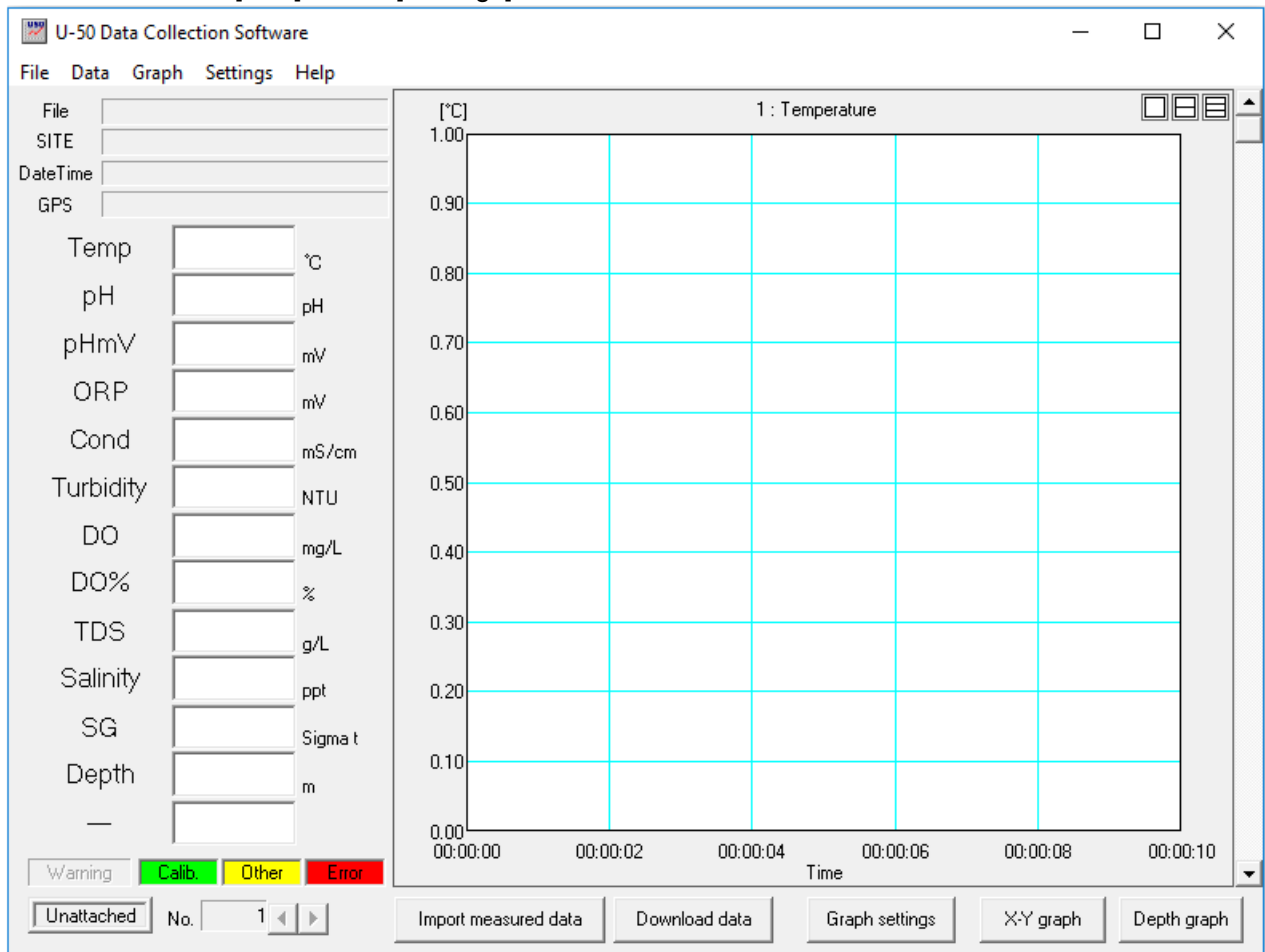 U-50 Data Collection Software
File Data Graph Settings Help
File
SITE
DateTime
GPS
Temp °C
pH pH
pHmV mV
ORP mV
Cond mS/cm
Turbidity NTU
DO mg/L
DO% %
TDS g/L
Salinity ppt
SG Sigma t
Depth m
—
Warning Calib. Other Error
Unattached No. 1
[°C] 1 : Temperature
1.00
0.90
0.80
0.70
0.60
0.50
0.40
0.30
0.20
0.10
0.00
00:00:00 00:00:02 00:00:04 00:00:06 00:00:08 00:00:10
Time
Import measured data Download data Graph settings X-Y graph Depth graph